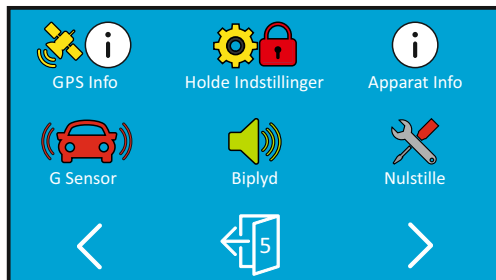 GPS Info
Holde Indstillinger
Apparat Info
G Sensor
Biplyd
Nulstille
5